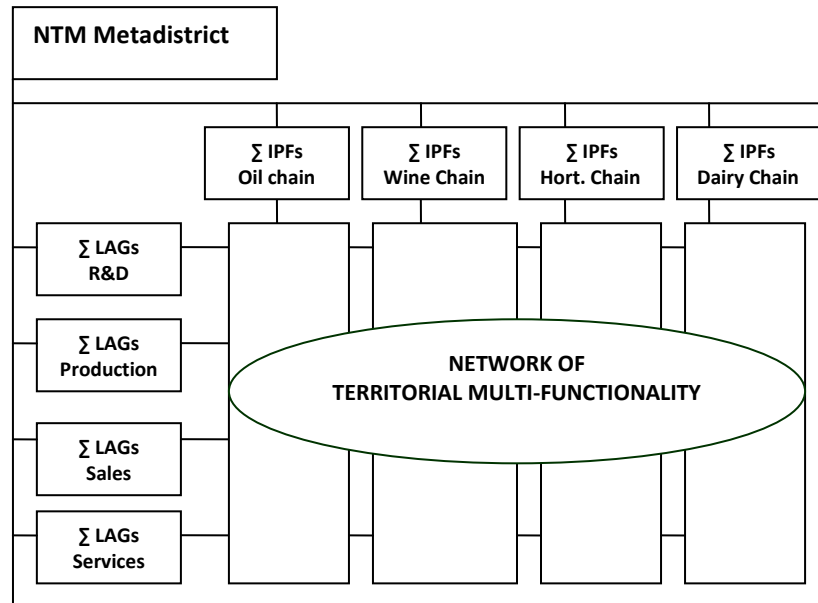 NTM Metadistrict
∑ IPFs
Oil chain
∑ IPFs
Wine Chain
∑ IPFs
Hort. Chain
∑ IPFs
Dairy Chain
∑ LAGs
R&D
∑ LAGs
Production
∑ LAGs
Sales
∑ LAGs
Services
NETWORK OF
TERRITORIAL MULTI-FUNCTIONALITY